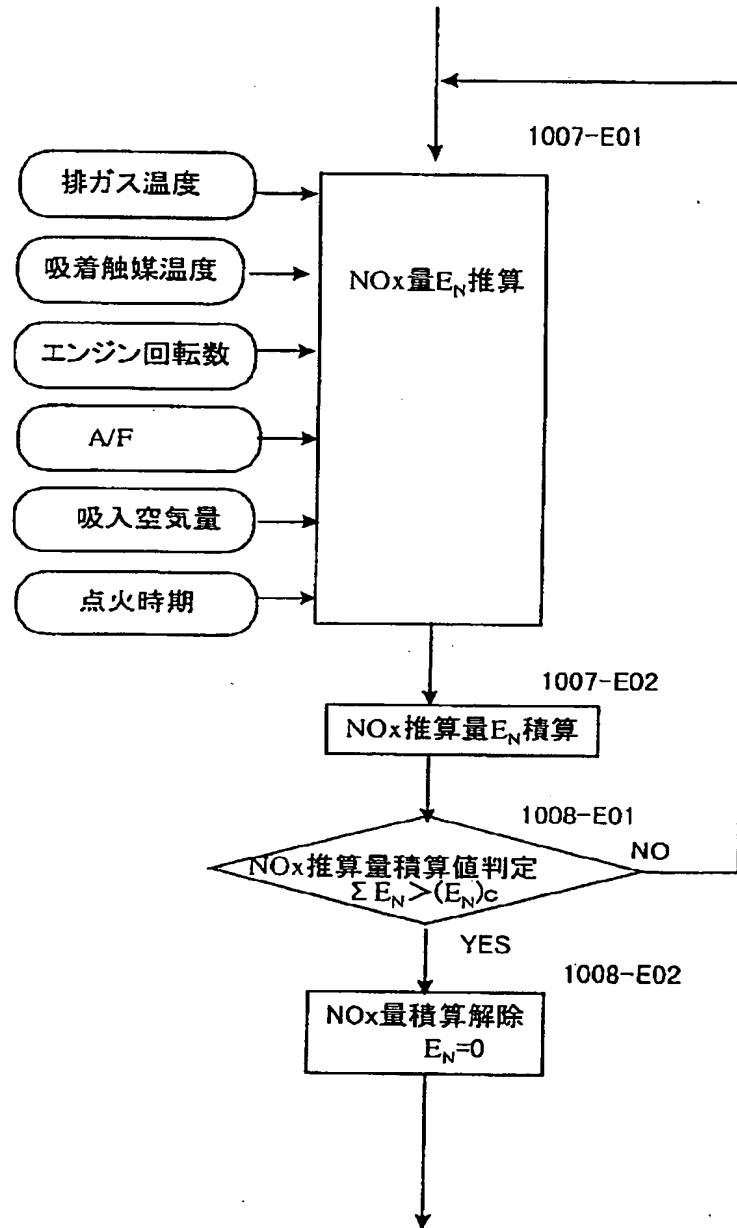 1007-E01
排ガス温度
吸着触媒温度
エンジン回転数
A/F
吸入空気量
点火時期
NOx量E_N推算
1007-E02
NOx推算量E_N積算
1008-E01
NOx推算量積算値判定
Σ E_N>(E_N)c
NO
YES
1008-E02
NOx量積算解除
E_N=0